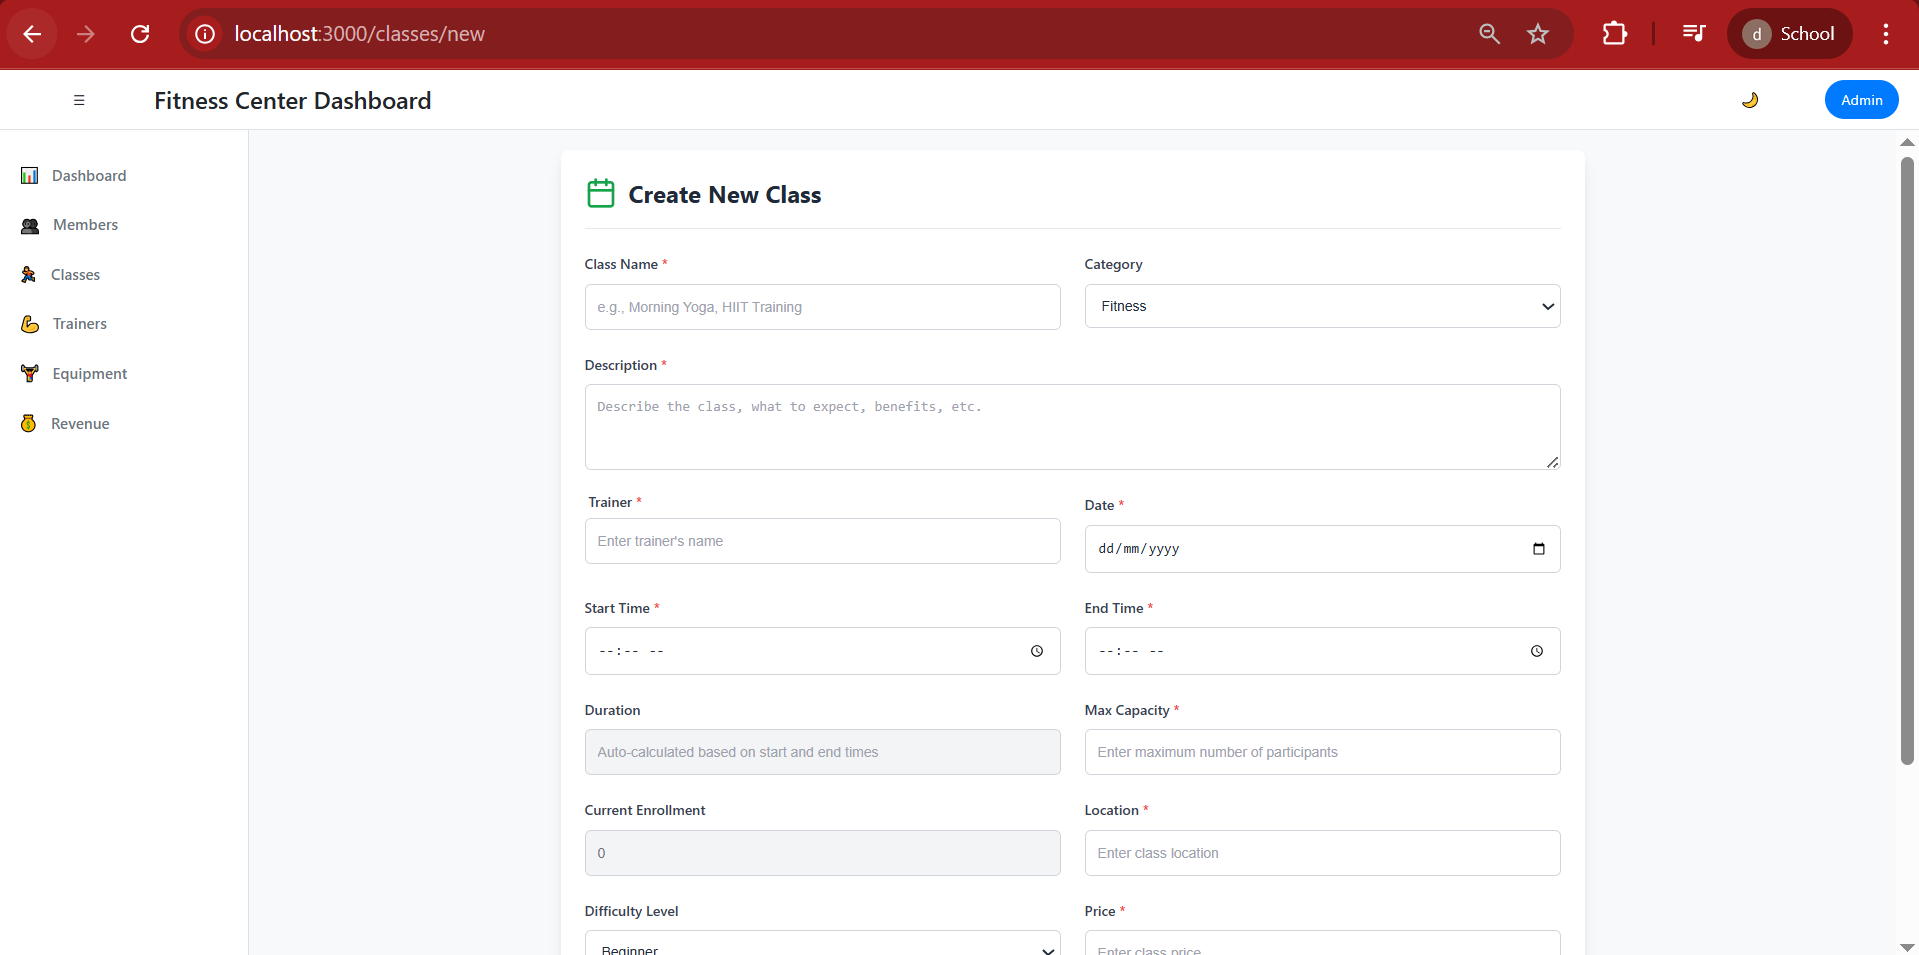 localhost:3000/classes/new
d School
☰ Fitness Center Dashboard
Admin
Dashboard
Members
Classes
Trainers
Equipment
Revenue
Create New Class
Class Name *
Category
e.g., Morning Yoga, HIIT Training
Fitness
Description *
Describe the class, what to expect, benefits, etc.
Trainer *
Date *
Enter trainer's name
dd/mm/yyyy
Start Time *
End Time *
--:-- --
--:-- --
Duration
Max Capacity *
Auto-calculated based on start and end times
Enter maximum number of participants
Current Enrollment
Location *
0
Enter class location
Difficulty Level
Price *
Beginner
Enter class price